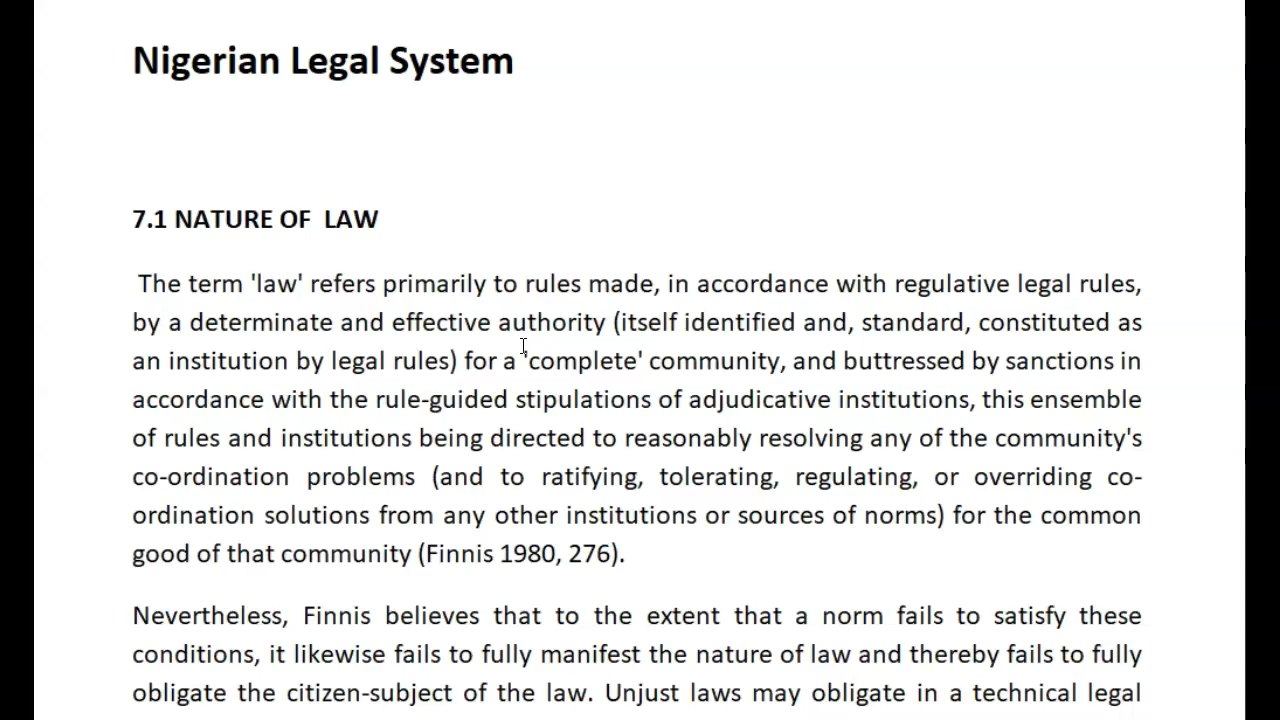 Nigerian Legal System
7.1 NATURE OF  LAW
The term 'law' refers primarily to rules made, in accordance with regulative legal rules,
by a determinate and effective authority (itself identified and, standard, constituted as
an institution by legal rules) for a 'complete' community, and buttressed by sanctions in
accordance with the rule-guided stipulations of adjudicative institutions, this ensemble
of rules and institutions being directed to reasonably resolving any of the community's
co-ordination problems (and to ratifying, tolerating, regulating, or overriding co-
ordination solutions from any other institutions or sources of norms) for the common
good of that community (Finnis 1980, 276).
Nevertheless, Finnis believes that to the extent that a norm fails to satisfy these
conditions, it likewise fails to fully manifest the nature of law and thereby fails to fully
obligate the citizen-subject of the law. Unjust laws may obligate in a technical legal